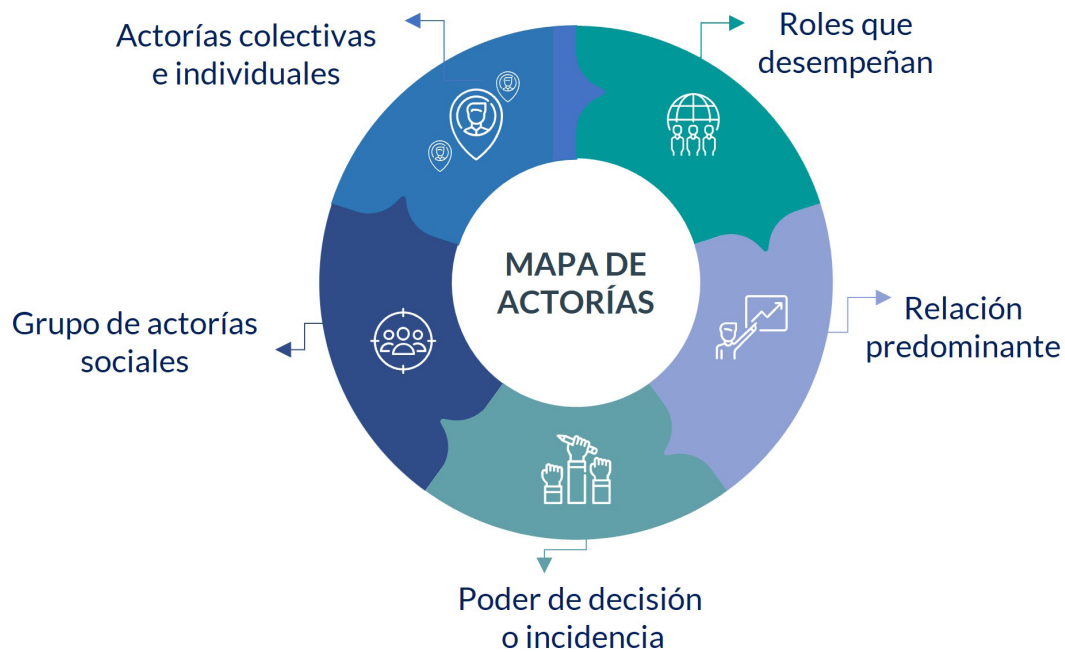 Actorías colectivas
e individuales
Roles que
desempeñan
MAPA DE
ACTORÍAS
Grupo de actorías
sociales
Relación
predominante
Poder de decisión
o incidencia